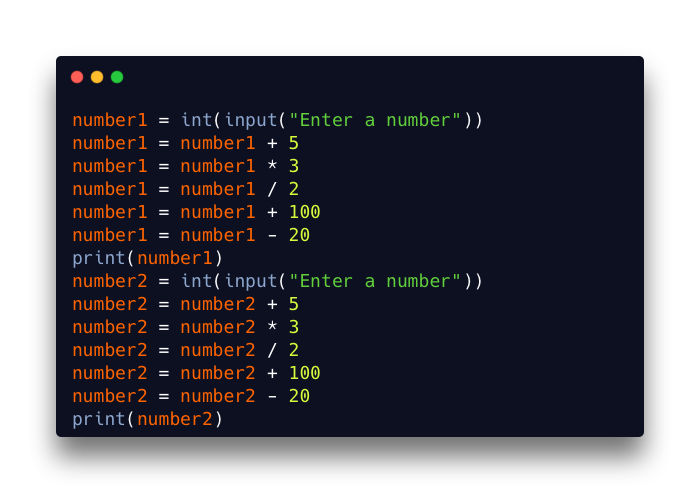 number1 = int(input("Enter a number"))
number1 = number1 + 5
number1 = number1 * 3
number1 = number1 / 2
number1 = number1 + 100
number1 = number1 - 20
print(number1)
number2 = int(input("Enter a number"))
number2 = number2 + 5
number2 = number2 * 3
number2 = number2 / 2
number2 = number2 + 100
number2 = number2 - 20
print(number2)